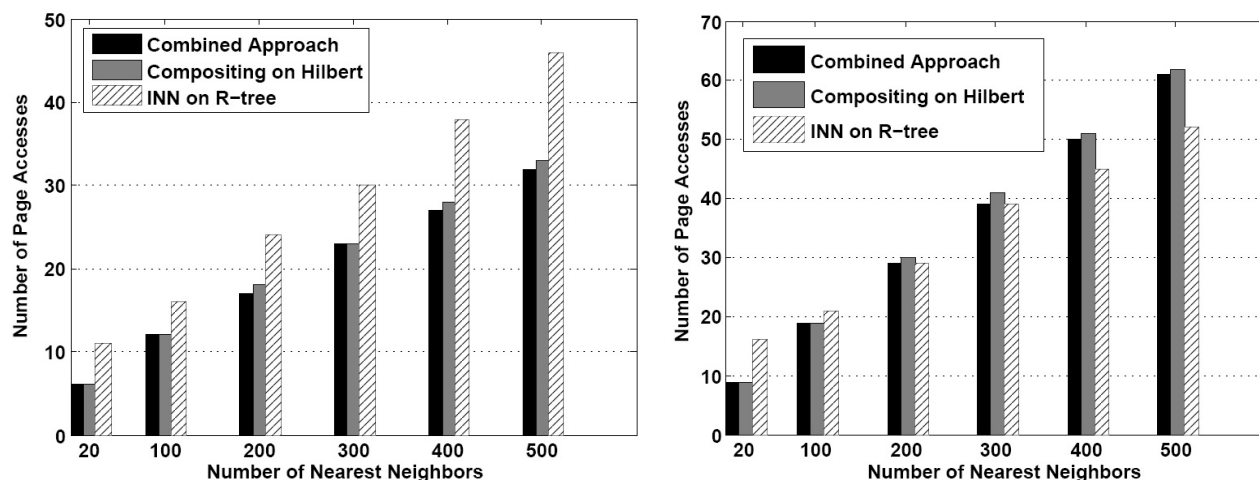 50
40
30
20
10
0
Number of Page Accesses
Combined Approach
Compositing on Hilbert
INN on R-tree
20 100 200 300 400 500
Number of Nearest Neighbors
70
60
50
40
30
20
10
0
Number of Page Accesses
Combined Approach
Compositing on Hilbert
INN on R-tree
20 100 200 300 400 500
Number of Nearest Neighbors